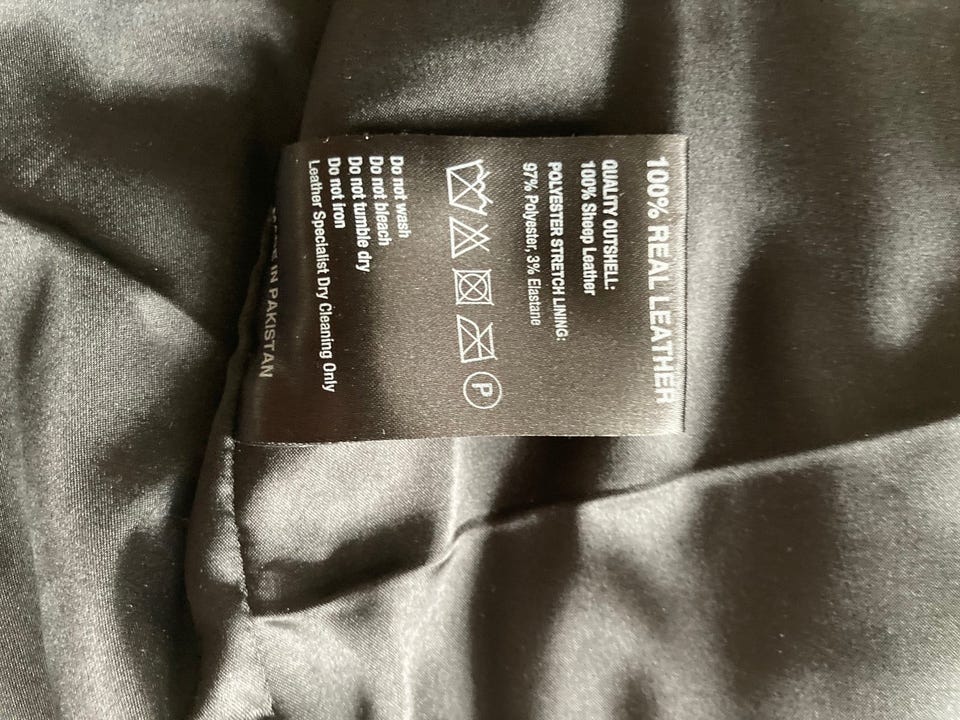 100% REAL LEATHER
QUALITY OUTSHELL:
100% Sheep Leather
POLYESTER STRETCH LINING:
97% Polyester, 3% Elastane
P
Do not wash
Do not bleach
Do not tumble dry
Do not iron
Leather Specialist Dry Cleaning Only
IN PAKISTAN